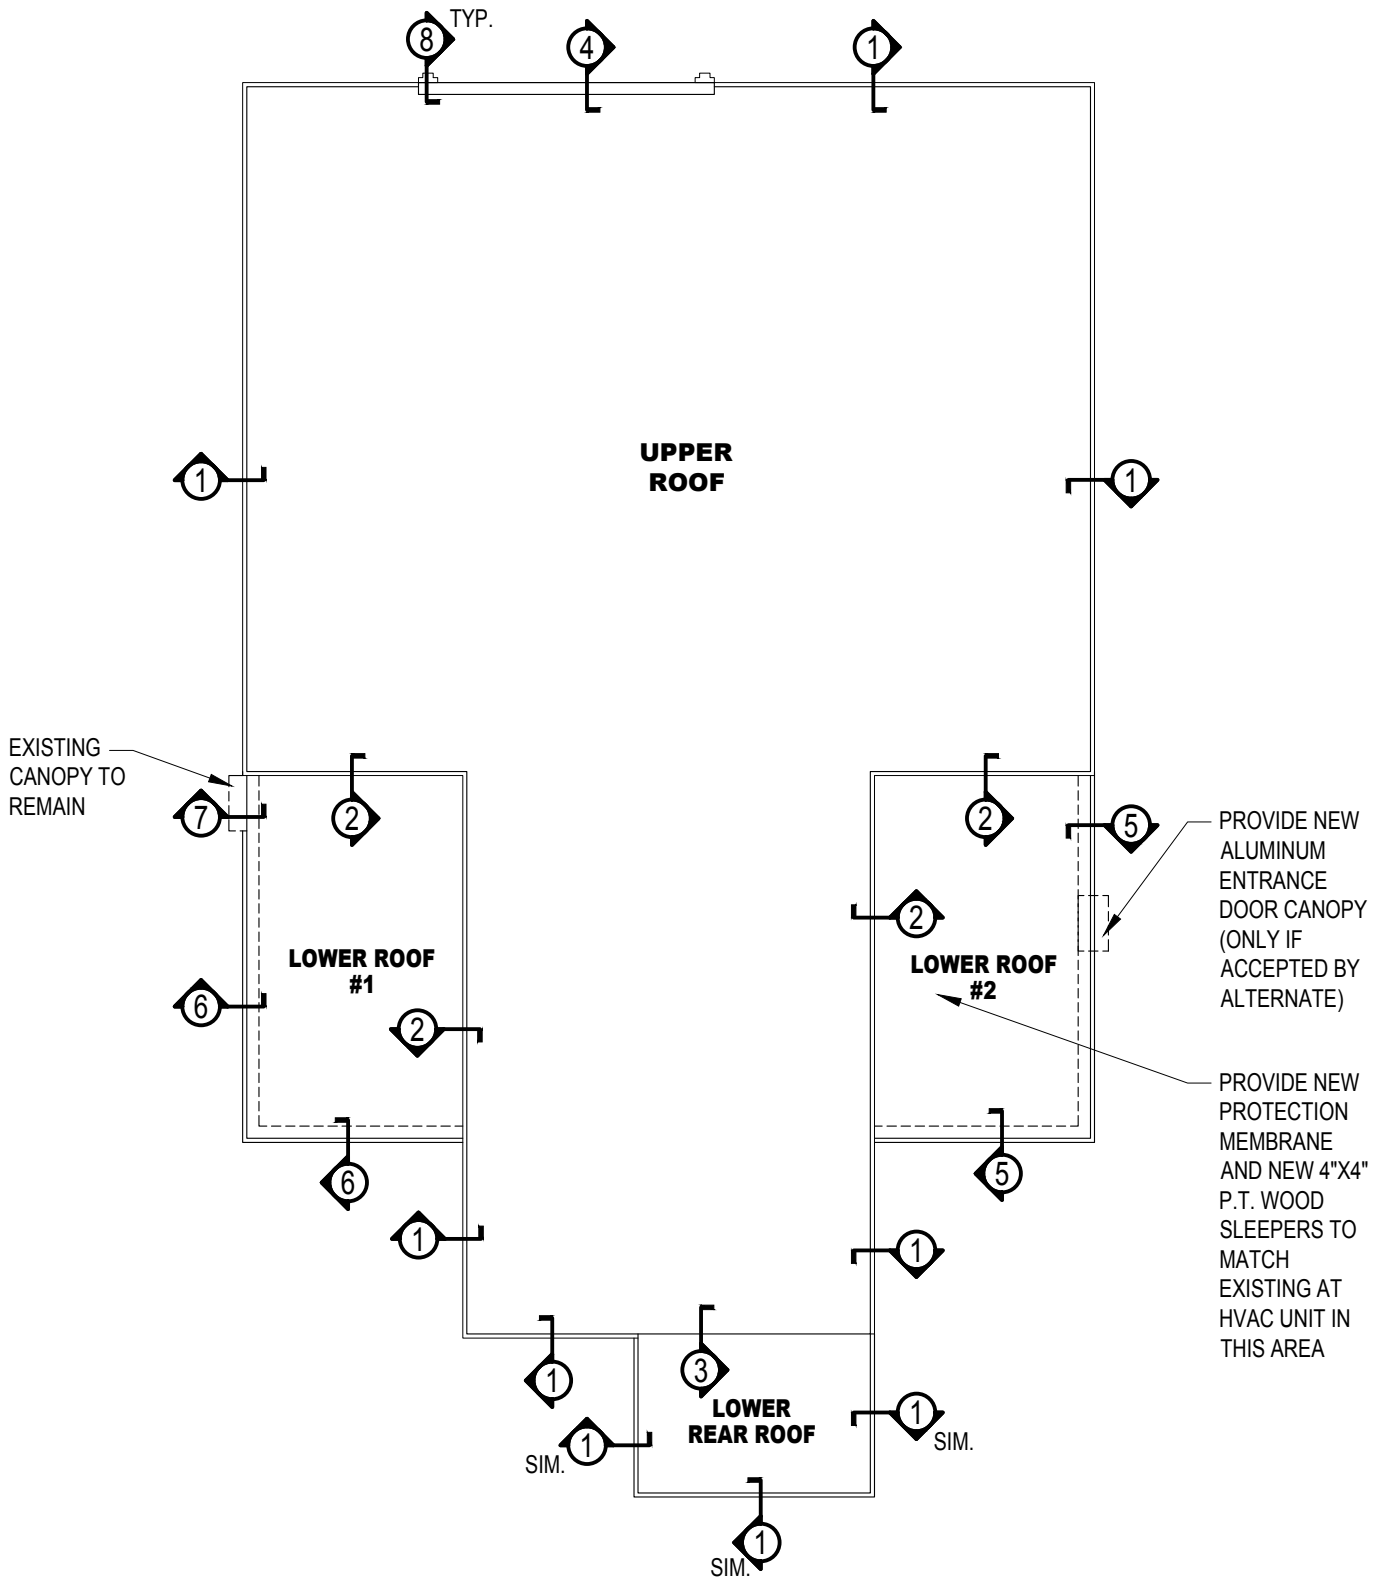 TYP.
8
4
1
1
UPPER
ROOF
1
EXISTING
CANOPY TO
REMAIN
7
2
2
5
PROVIDE NEW
ALUMINUM
ENTRANCE
DOOR CANOPY
(ONLY IF
ACCEPTED BY
ALTERNATE)
2
LOWER ROOF
#1
LOWER ROOF
#2
6
2
PROVIDE NEW
PROTECTION
MEMBRANE
AND NEW 4"X4"
P.T. WOOD
SLEEPERS TO
MATCH
EXISTING AT
HVAC UNIT IN
THIS AREA
6
5
1
1
1
3
LOWER
REAR ROOF
1
SIM.
1
SIM.
1
SIM.